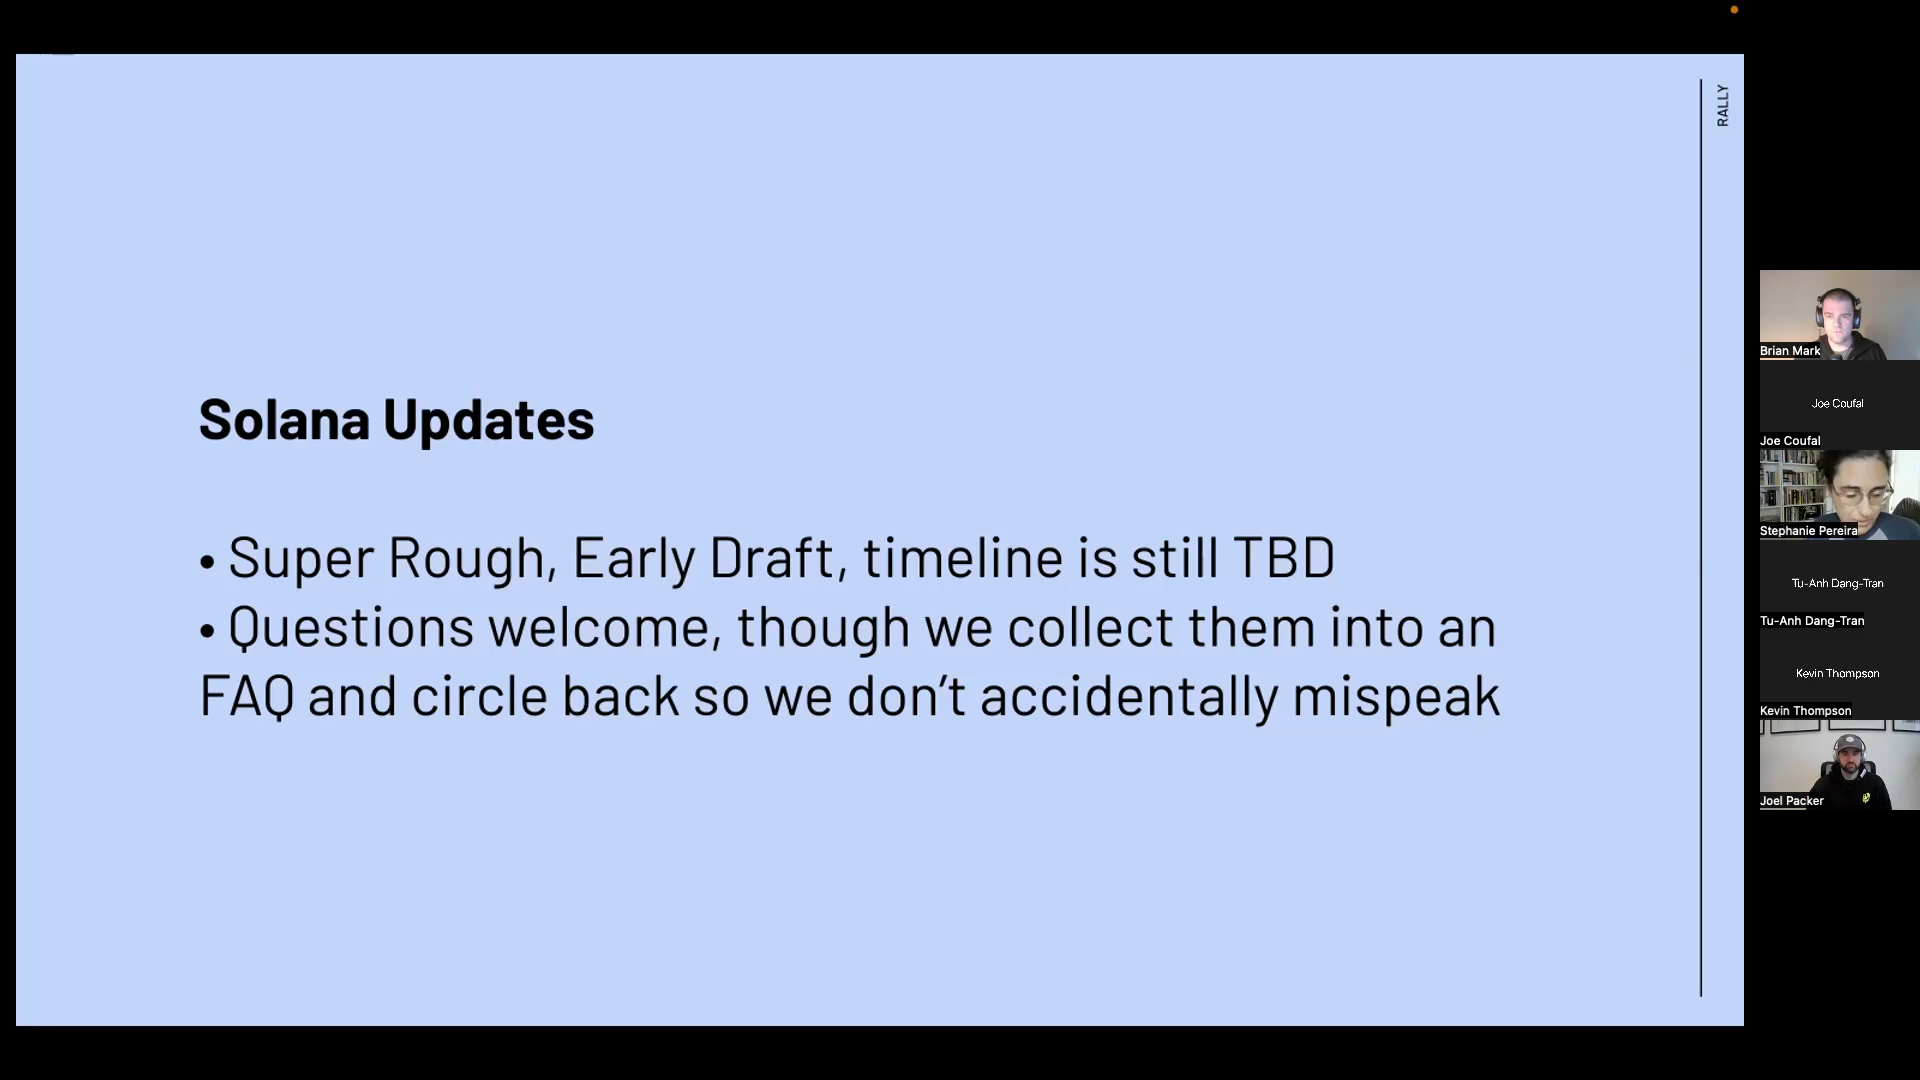 RALLY
Solana Updates
• Super Rough, Early Draft, timeline is still TBD
• Questions welcome, though we collect them into an
FAQ and circle back so we don’t accidentally mispeak
Brian Mark
Joe Coufal
Joe Coufal
Stephanie Pereira
Tu-Anh Dang-Tran
Tu-Anh Dang-Tran
Kevin Thompson
Kevin Thompson
Joel Packer